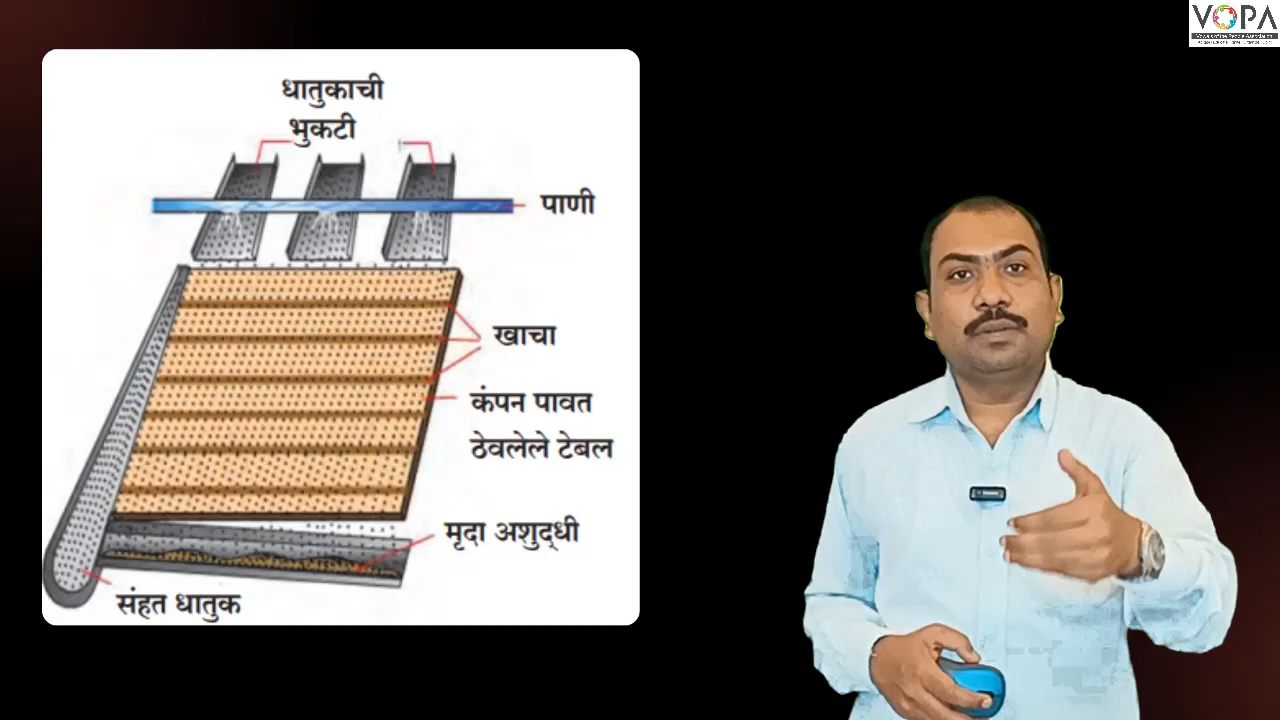 VOPA
धातुकाची
भुकटी
पाणी
खाचा
कंपन पावत
ठेवलेले टेबल
मृदा अशुद्धी
संहत धातुक